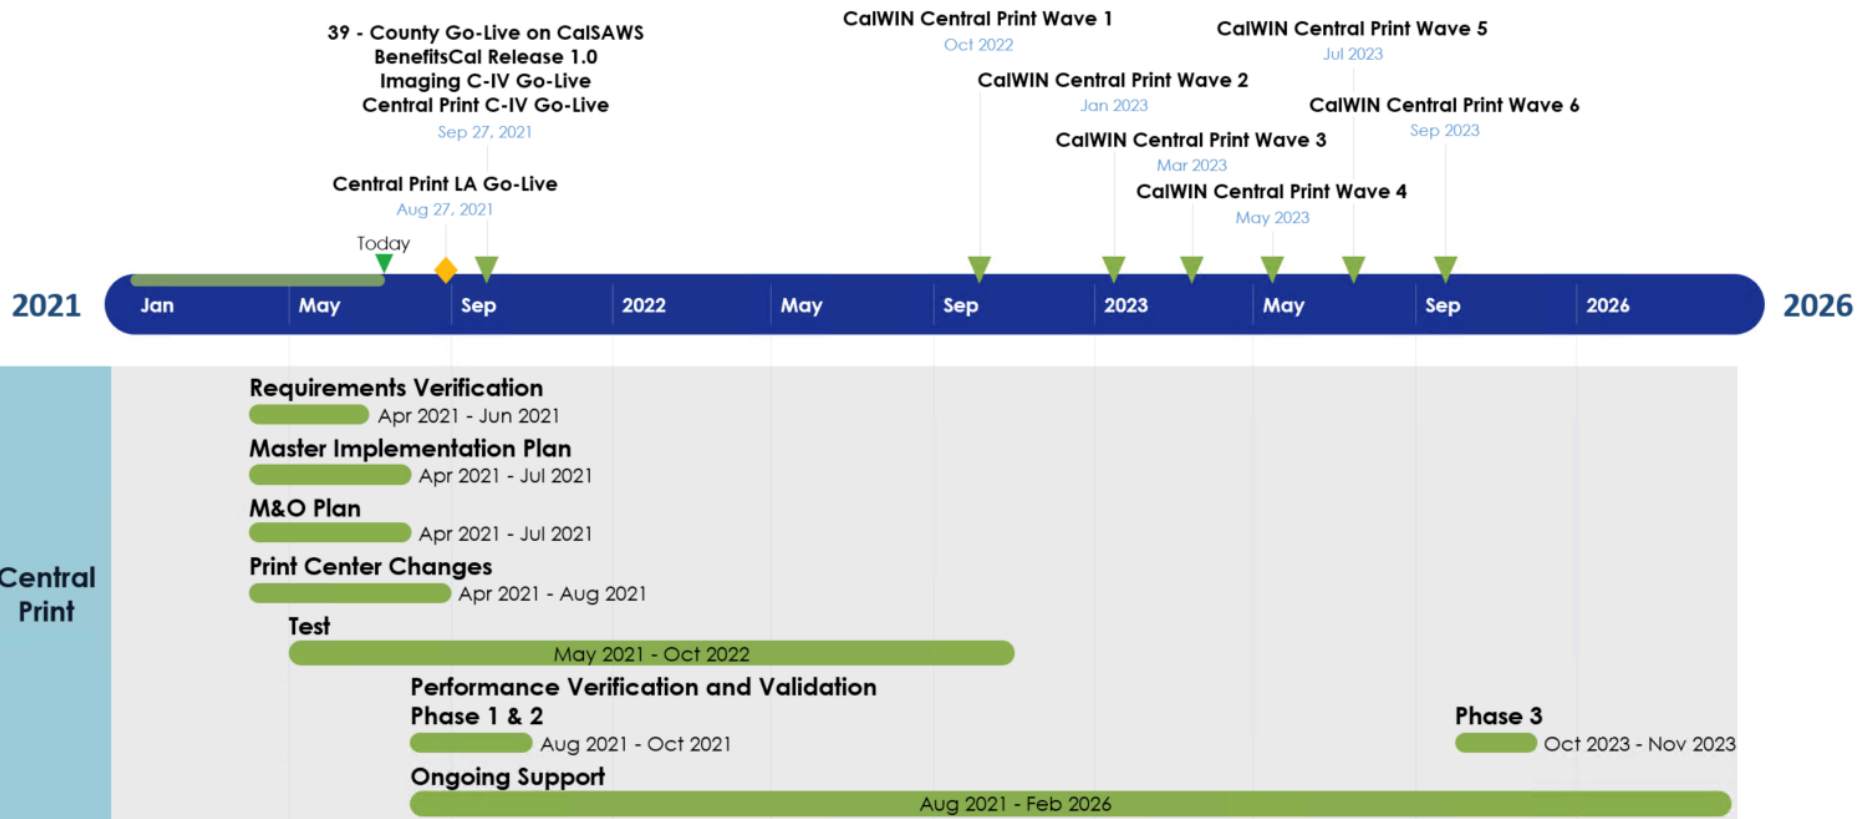 39 - County Go-Live on CalSAWS
BenefitsCal Release 1.0
Imaging C-IV Go-Live
Central Print C-IV Go-Live
Sep 27, 2021
Central Print LA Go-Live
Aug 27, 2021
Today
CalWIN Central Print Wave 1
Oct 2022
CalWIN Central Print Wave 2
Jan 2023
CalWIN Central Print Wave 3
Mar 2023
CalWIN Central Print Wave 4
May 2023
CalWIN Central Print Wave 5
Jul 2023
CalWIN Central Print Wave 6
Sep 2023
2021 Jan May Sep 2022 May Sep 2023 May Sep 2026 2026
Central
Print
Requirements Verification
Apr 2021 - Jun 2021
Master Implementation Plan
Apr 2021 - Jul 2021
M&O Plan
Apr 2021 - Jul 2021
Print Center Changes
Apr 2021 - Aug 2021
Test
May 2021 - Oct 2022
Performance Verification and Validation
Phase 1 & 2
Aug 2021 - Oct 2021
Phase 3
Oct 2023 - Nov 2023
Ongoing Support
Aug 2021 - Feb 2026